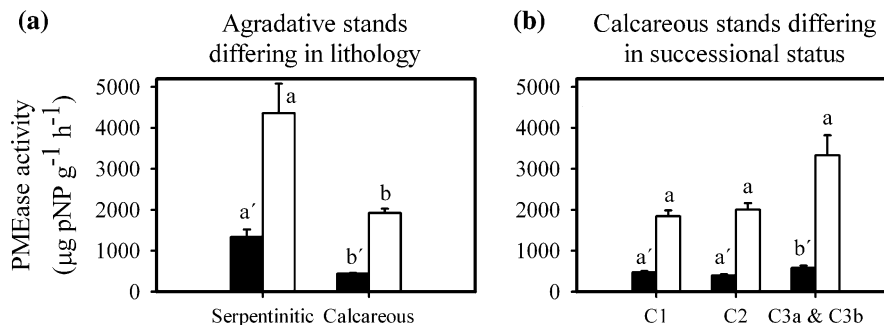 (a)
Agradative stands
differing in lithology
PMEase activity
(µg pNP g⁻¹ h⁻¹)
5000
4000
3000
2000
1000
0
a
a´
b
b´
Serpentinitic Calcareous
(b)
Calcareous stands differing
in successional status
5000
4000
3000
2000
1000
0
a
a´
a
a´
a
b´
C1 C2 C3a & C3b